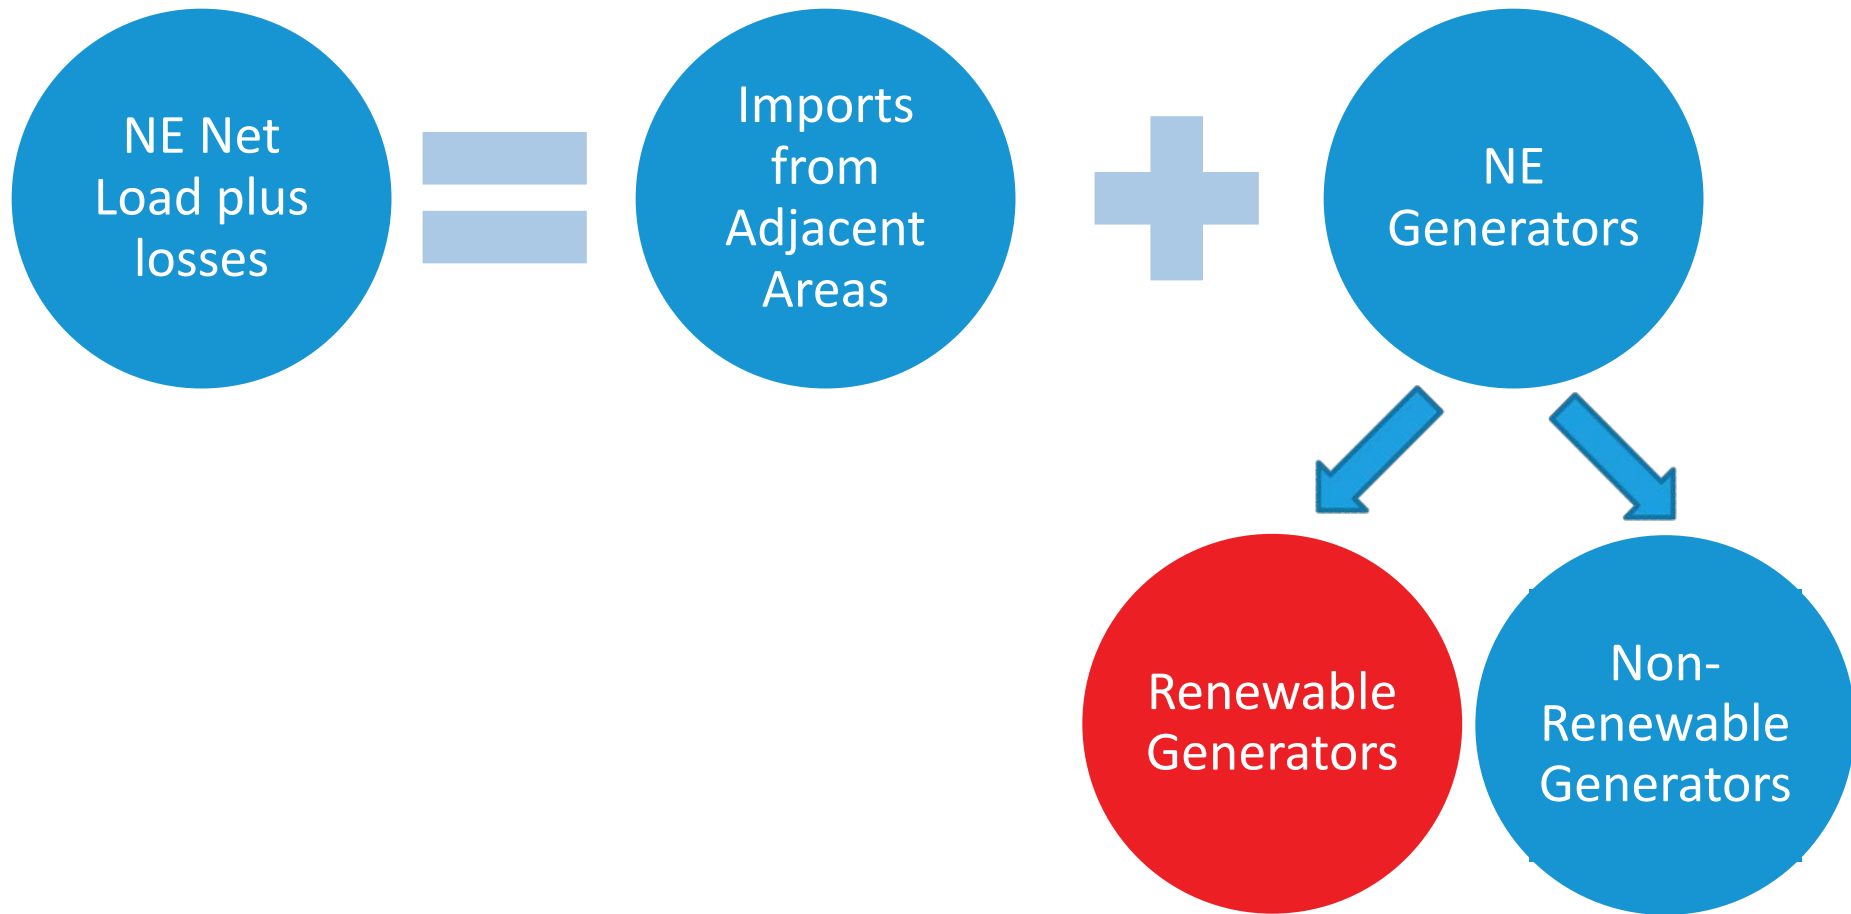 NE Net
Load plus
losses
Imports
from
Adjacent
Areas
NE
Generators
Renewable
Generators
Non-
Renewable
Generators